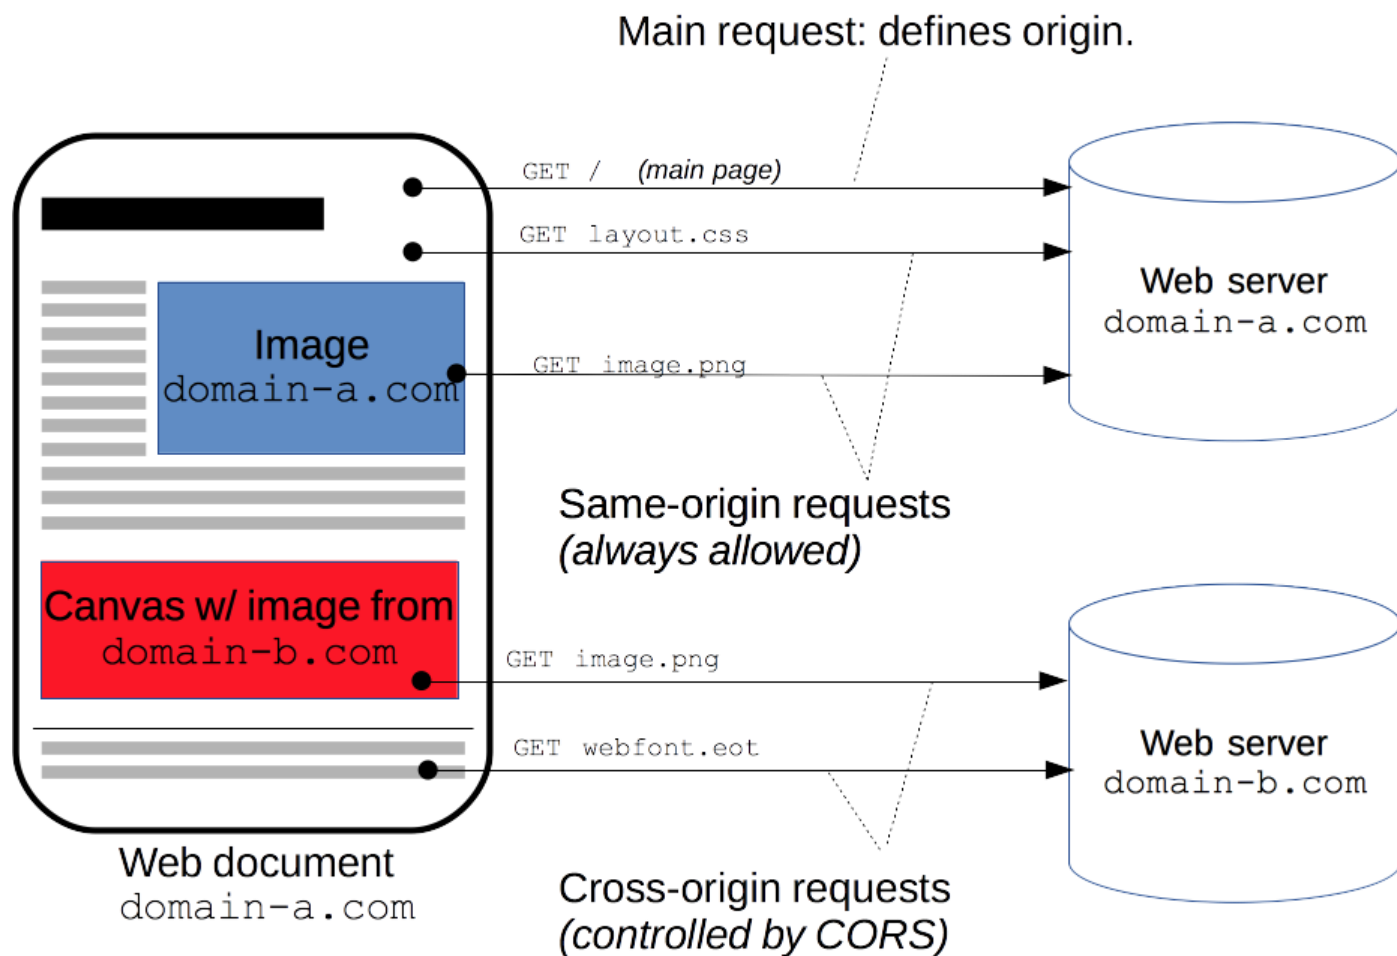 Main request: defines origin.
GET / (main page)
GET layout.css
Image
domain-a.com
GET image.png
Web server
domain-a.com
Same-origin requests
(always allowed)
Canvas w/ image from
domain-b.com
GET image.png
GET webfont.eot
Web server
domain-b.com
Web document
domain-a.com
Cross-origin requests
(controlled by CORS)